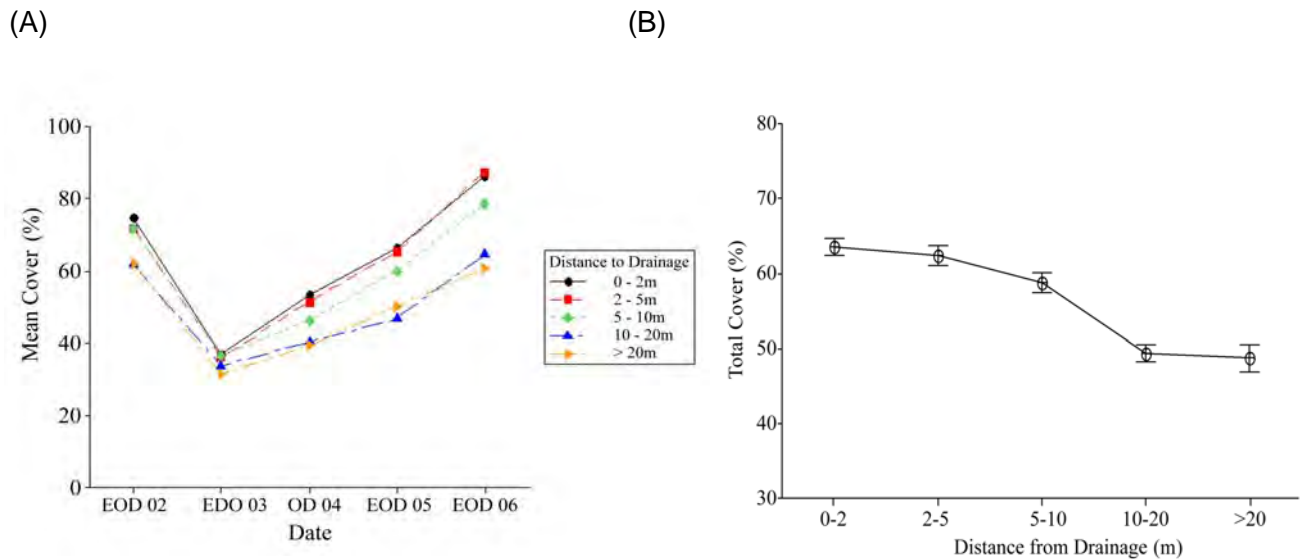 (A)
(B)
100
80
60
40
20
0
Mean Cover (%)
EOD 02 EDO 03 OD 04 EOD 05 EOD 06
Date
Distance to Drainage
0 - 2m
2 - 5m
5 - 10m
10 - 20m
> 20m
80
70
60
50
40
30
Total Cover (%)
0-2 2-5 5-10 10-20 >20
Distance from Drainage (m)